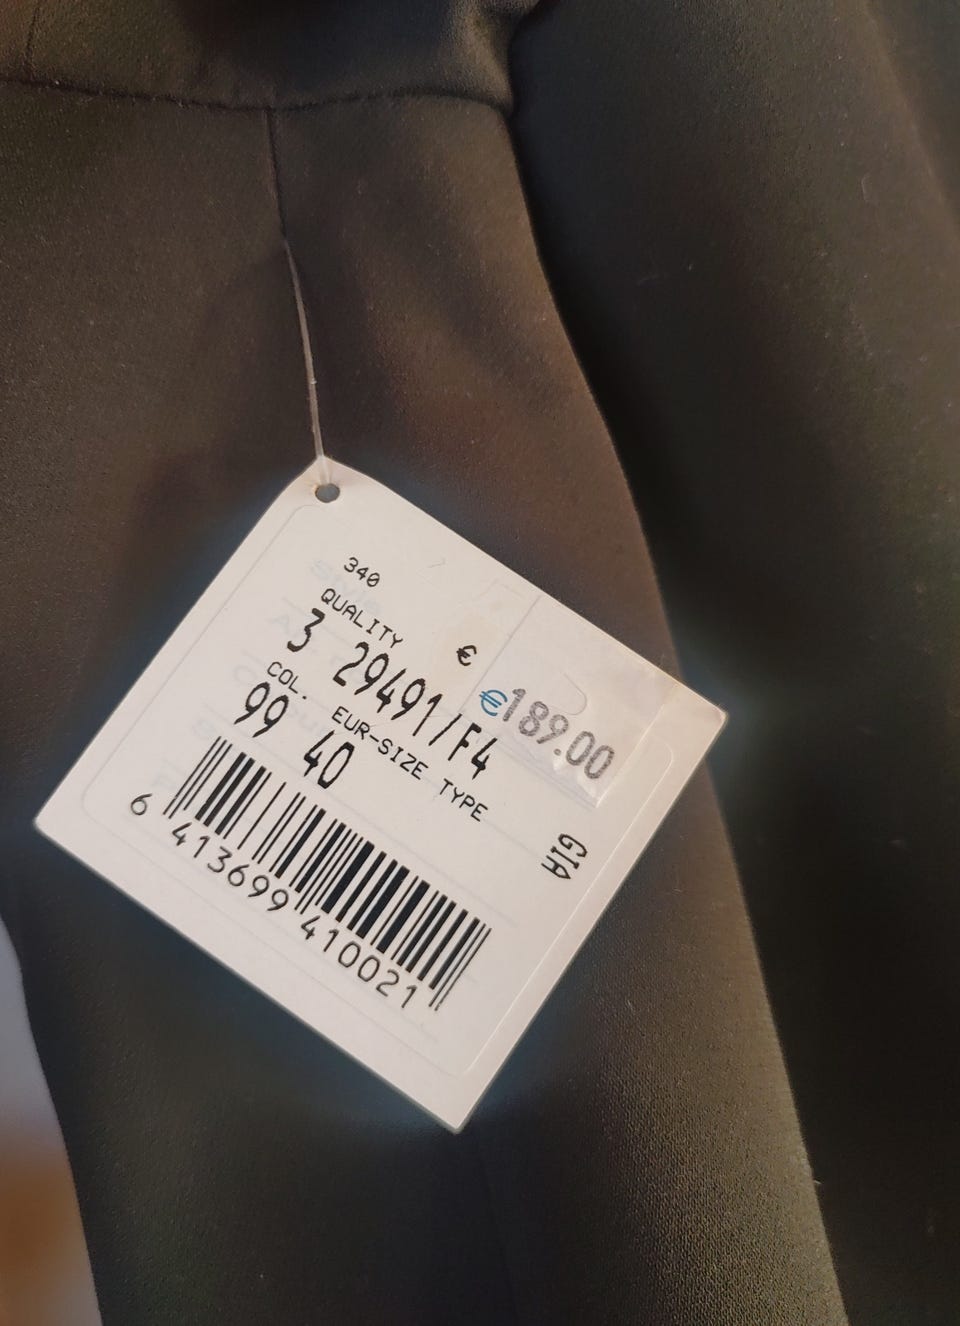 340
QUALITY €
3 29491/F4
€189.00
COL. EUR-SIZE TYPE
99 40
GIA
6 413699 410021